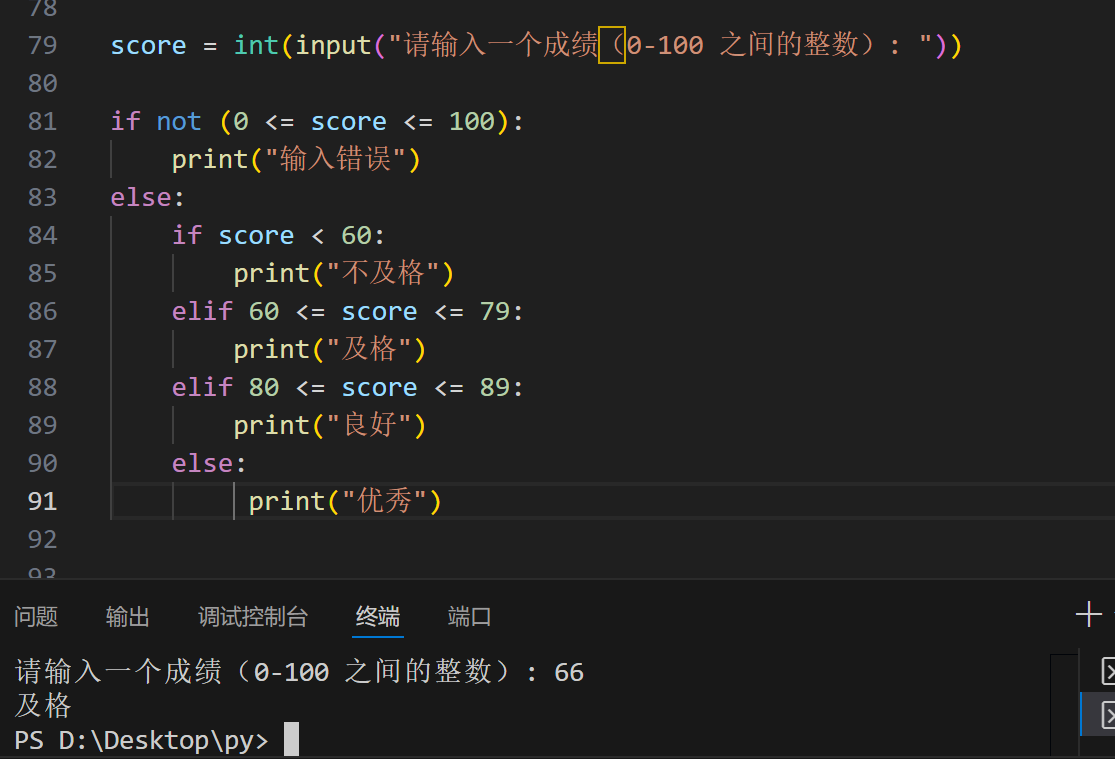 78
79 score = int(input("请输入一个成绩（0-100 之间的整数）: "))
80
81 if not (0 <= score <= 100):
82     print("输入错误")
83 else:
84     if score < 60:
85         print("不及格")
86     elif 60 <= score <= 79:
87         print("及格")
88     elif 80 <= score <= 89:
89         print("良好")
90     else:
91          print("优秀")
92
93
问题 输出 调试控制台 终端 端口
请输入一个成绩（0-100 之间的整数）: 66
及格
PS D:\Desktop\py>